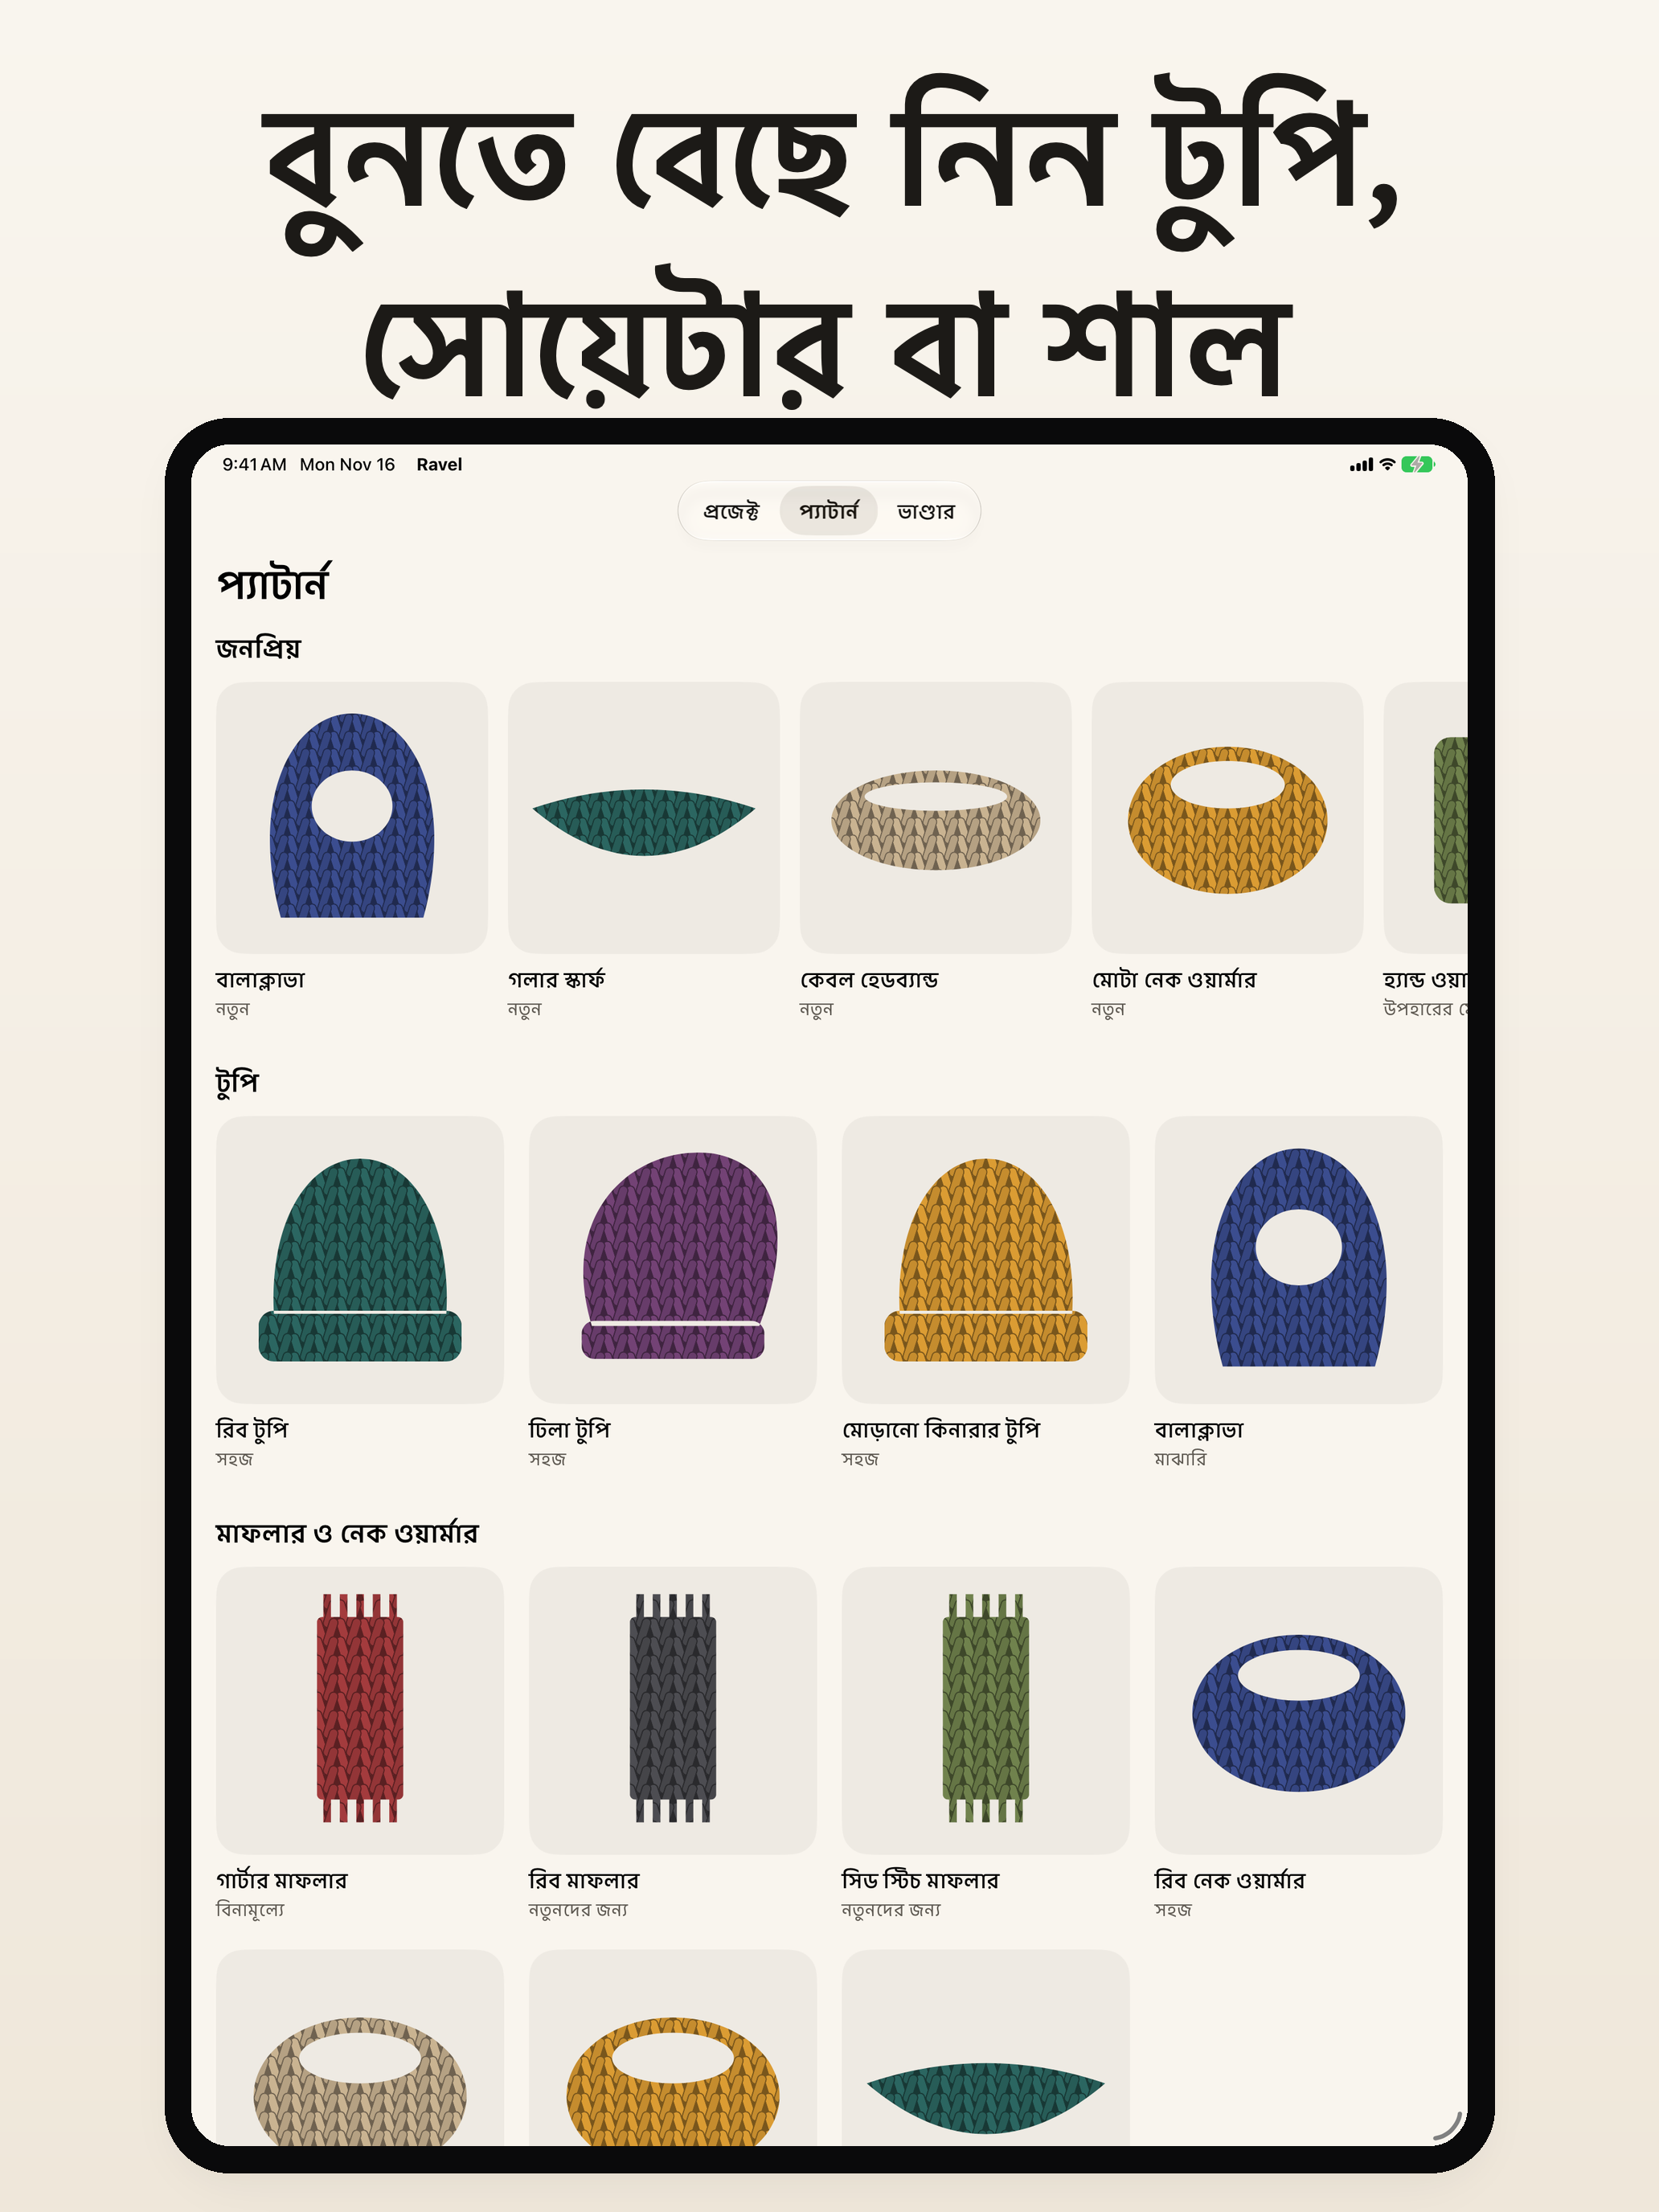 বুনতে বেছে নিন টুপি,
সোয়েটার বা শাল
9:41 AM Mon Nov 16 Ravel
প্রজেক্ট প্যাটার্ন ভাণ্ডার
প্যাটার্ন
জনপ্রিয়
বালাক্লাভা গলার স্কার্ফ কেবল হেডব্যান্ড মোটা নেক ওয়ার্মার হ্যান্ড
নতুন নতুন নতুন নতুন উপহারের
টুপি
রিব টুপি ঢিলা টুপি মোড়ানো কিনারার টুপি বালাক্লাভা
সহজ সহজ সহজ মাঝারি
মাফলার ও নেক ওয়ার্মার
গার্টার মাফলার রিব মাফলার সিড স্টিচ মাফলার রিব নেক ওয়ার্মার
বিনামূল্যে নতুনদের জন্য নতুনদের জন্য সহজ